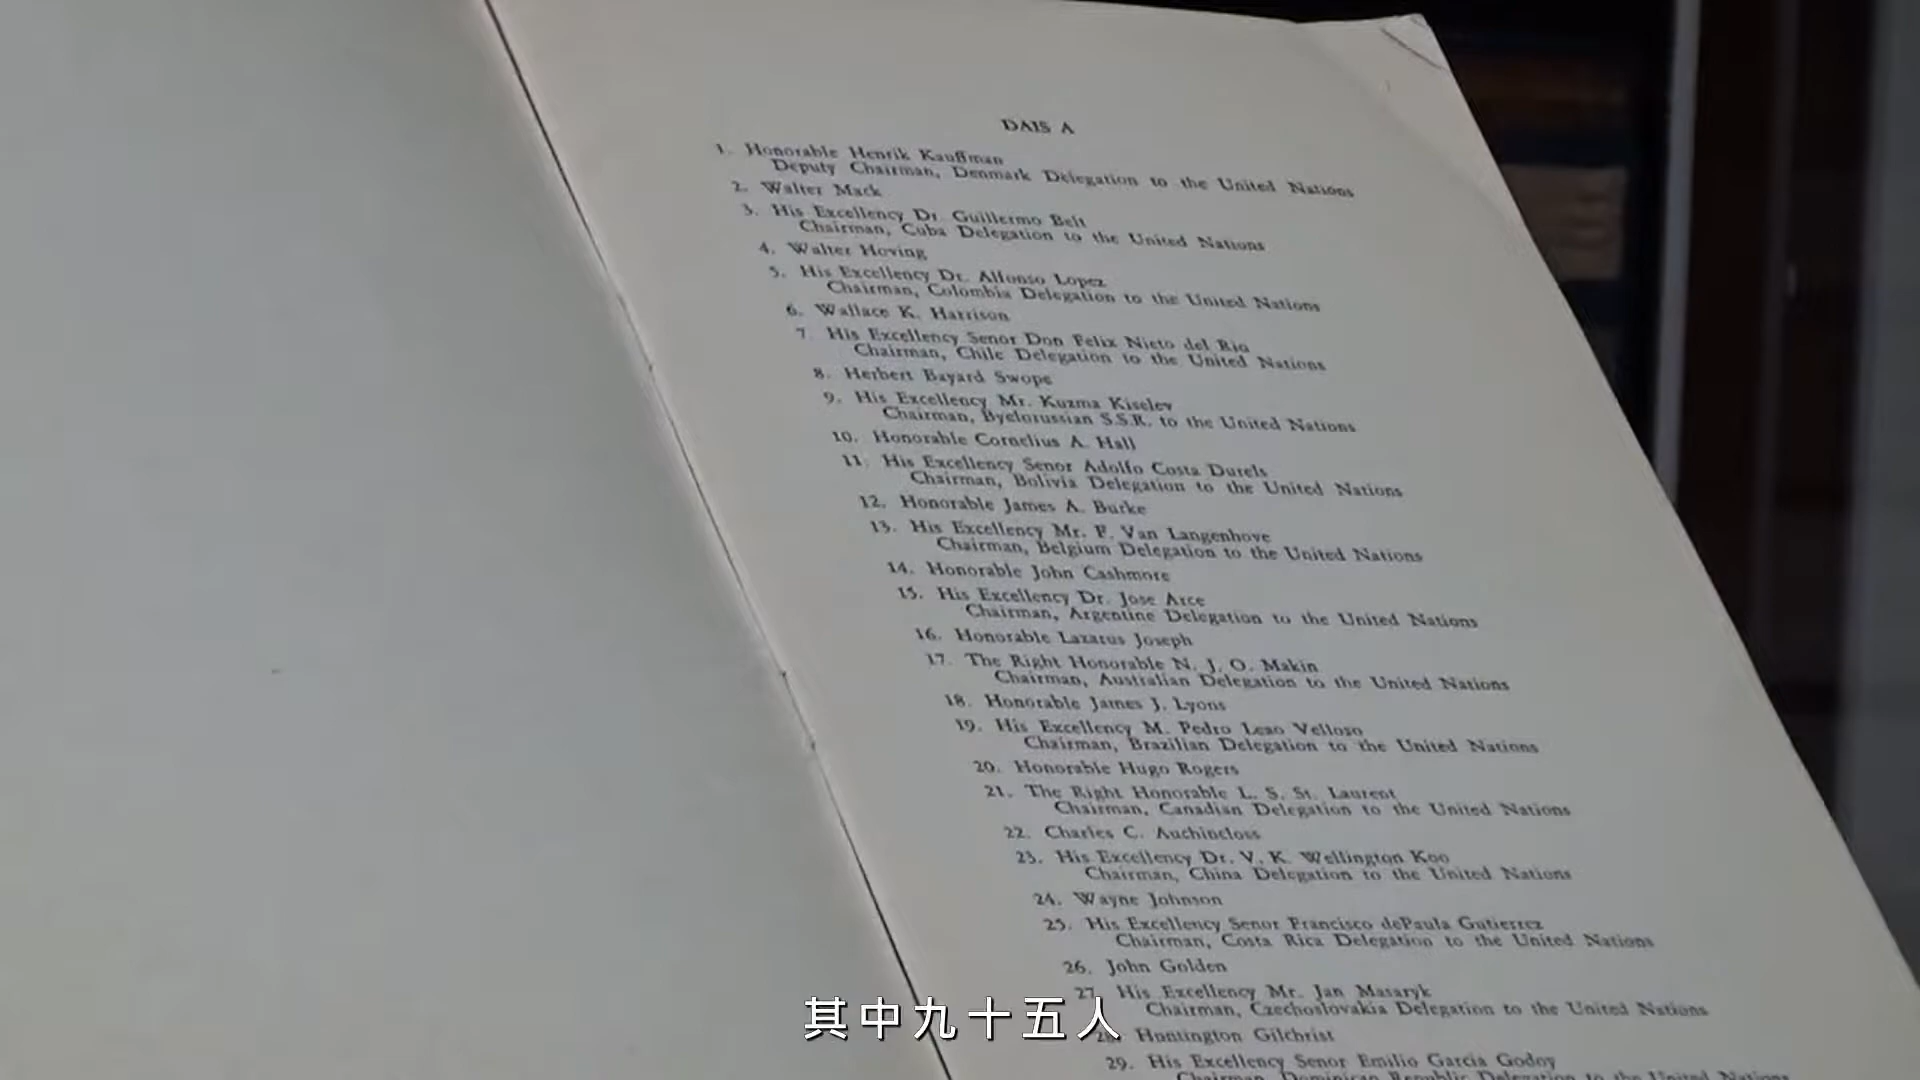 DAIS A
1. Honorable Henrik Kauffman
Deputy Chairman, Denmark Delegation to the United Nations
2. Walter Mack
3. His Excellency Dr. Guillermo Belt
Chairman, Cuba Delegation to the United Nations
4. Walter Hoving
5. His Excellency Dr. Alfonso Lopez
Chairman, Colombia Delegation to the United Nations
6. Wallace K. Harrison
7. His Excellency Senor Don Felix Nieto del Rio
Chairman, Chile Delegation to the United Nations
8. Herbert Bayard Swope
9. His Excellency Mr. Kuzma Kiselev
Chairman, Byelorussian S.S.R. to the United Nations
10. Honorable Cornelius A. Hall
11. His Excellency Senor Adolfo Costa Durels
Chairman, Bolivia Delegation to the United Nations
12. Honorable James A. Burke
13. His Excellency Mr. F. Van Langenhove
Chairman, Belgium Delegation to the United Nations
14. Honorable John Cashmore
15. His Excellency Dr. Jose Arce
Chairman, Argentine Delegation to the United Nations
16. Honorable Lazarus Joseph
17. The Right Honorable N. J. O. Makin
Chairman, Australian Delegation to the United Nations
18. Honorable James J. Lyons
19. His Excellency M. Pedro Leao Velloso
Chairman, Brazilian Delegation to the United Nations
20. Honorable Hugo Rogers
21. The Right Honorable L. S. St. Laurent
Chairman, Canadian Delegation to the United Nations
22. Charles C. Auchincloss
23. His Excellency Dr. V. K. Wellington Koo
Chairman, China Delegation to the United Nations
24. Wayne Johnson
25. His Excellency Senor Francisco dePaula Gutierrez
Chairman, Costa Rica Delegation to the United Nations
26. John Golden
27. His Excellency Mr. Jan Masaryk
Chairman, Czechoslovakia Delegation to the United Nations
28. Huntington Gilchrist
29. His Excellency Senor Emilio Garcia Godoy
Chairman, Dominican Republic Delegation to the United Nations
其中九十五人